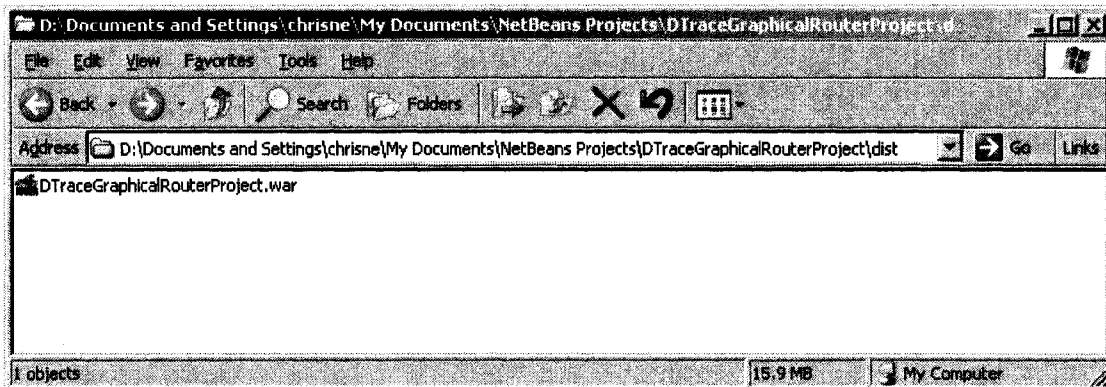 D:\Documents and Settings\chrisne\My Documents\NetBeans Projects\DTraceGraphicalRouterProject\d
File Edit View Favorites Tools Help
Back Search Folders
Address D:\Documents and Settings\chrisne\My Documents\NetBeans Projects\DTraceGraphicalRouterProject\dist Go Links
DTraceGraphicalRouterProject.war
1 objects 15.9 MB My Computer